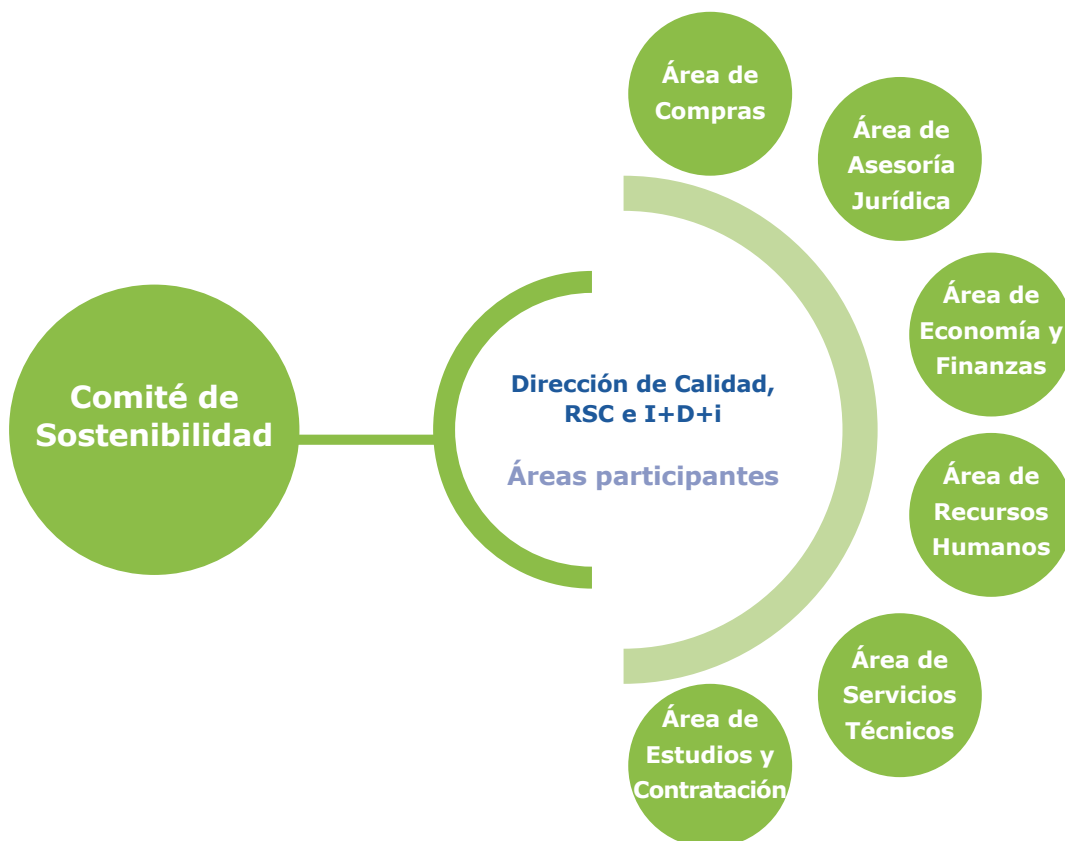 Comité de
Sostenibilidad
Dirección de Calidad,
RSC e I+D+i
Áreas participantes
Área de
Compras
Área de
Asesoría
Jurídica
Área de
Economía y
Finanzas
Área de
Recursos
Humanos
Área de
Servicios
Técnicos
Área de
Estudios y
Contratación